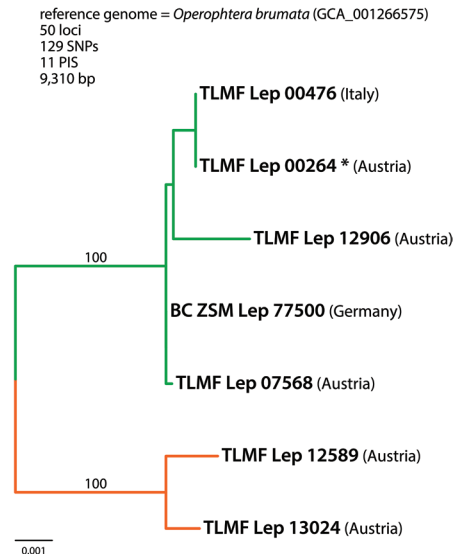 reference genome = Operophtera brumata (GCA_001266575)
50 loci
129 SNPs
11 PIS
9,310 bp
TLMF Lep 00476 (Italy)
TLMF Lep 00264 * (Austria)
TLMF Lep 12906 (Austria)
100
BC ZSM Lep 77500 (Germany)
TLMF Lep 07568 (Austria)
TLMF Lep 12589 (Austria)
100
TLMF Lep 13024 (Austria)
0.001